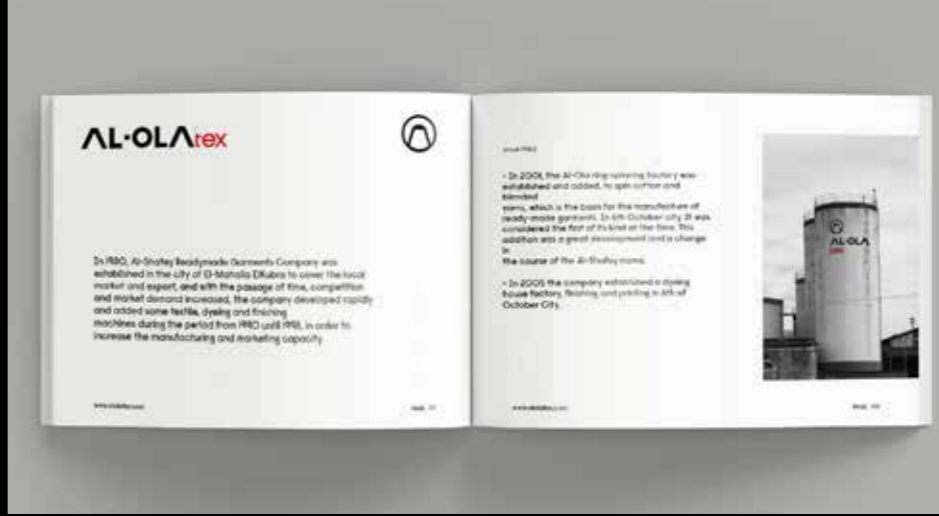 AL·OLA tex
In 1980, Al-Shafey Readymade Garments Company was
established in the city of El-Mahalla ElKubra to cover the local
market and export, and with the passage of time, competition
and market demand increased, the company developed rapidly
and added some textile, dyeing and finishing
machines during the period from 1990 until 1998, in order to
increase the manufacturing and marketing capacity
since 1980
- In 2001, the Al-Ola ring-spinning factory was
established and added, to spin cotton and
blended
yarns, which is the basis for the manufacture of
ready-made garments. In 6th October city. It was
considered the first of its kind at the time. This
addition was a great development and a change
in
the course of the Al-Shafey name.
- In 2005 the company established a dyeing
house factory, finishing and printing in 6th of
October City.
AL·OLA
tex